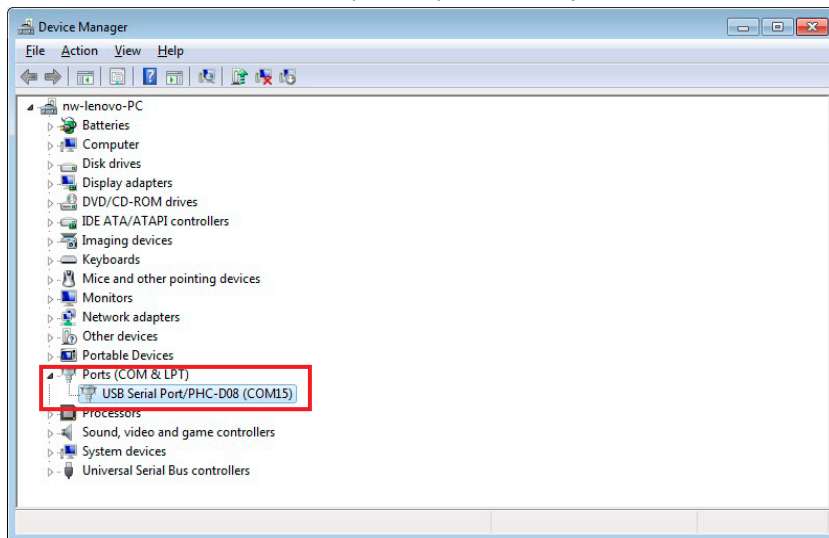 Device Manager
File Action View Help
nw-lenovo-PC
Batteries
Computer
Disk drives
Display adapters
DVD/CD-ROM drives
IDE ATA/ATAPI controllers
Imaging devices
Keyboards
Mice and other pointing devices
Monitors
Network adapters
Other devices
Portable Devices
Ports (COM & LPT)
USB Serial Port/PHC-D08 (COM15)
Processors
Sound, video and game controllers
System devices
Universal Serial Bus controllers